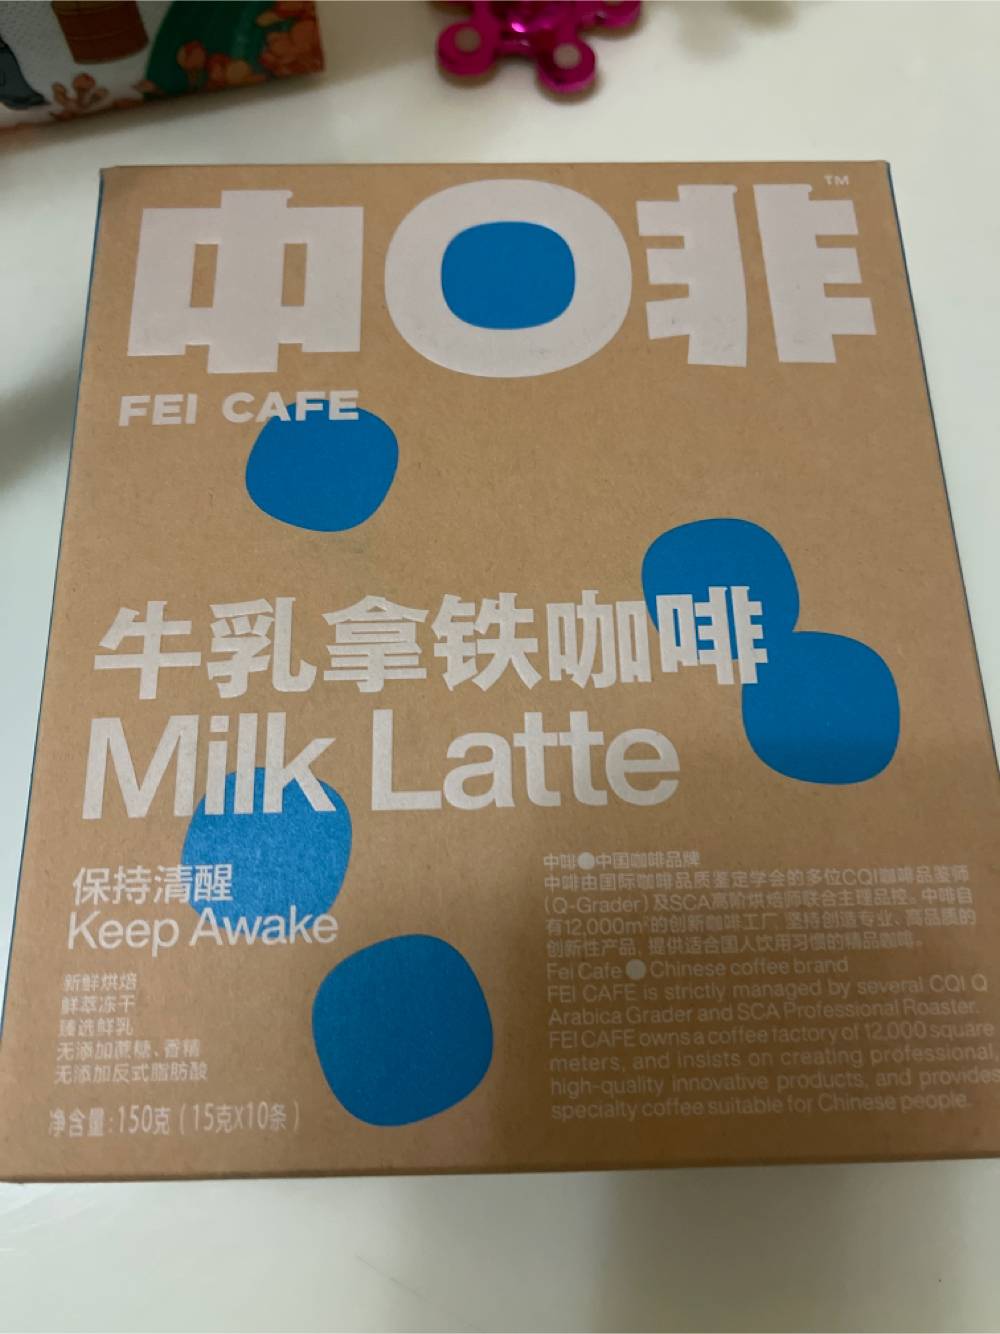 中口非
TM
FEI CAFE
牛乳拿铁咖啡
Milk Latte
保持清醒
Keep Awake
新鲜烘焙
鲜萃冻干
臻选鲜乳
无添加蔗糖、香精
无添加反式脂肪酸
净含量:150克(15克X10条)
中啡●中国咖啡品牌
中啡由国际咖啡品质鉴定学会的多位CQI咖啡品鉴师
(Q-Grader)及SCA高阶烘焙师联合主理品控。中啡自
有12,000m²的创新咖啡工厂,坚持创造专业、高品质的
创新性产品,提供适合国人饮用习惯的精品咖啡。
Fei Cafe ● Chinese coffee brand
FEI CAFE is strictly managed by several CQI Q
Arabica Grader and SCA Professional Roaster.
FEI CAFE owns a coffee factory of 12,000 square
meters, and insists on creating professional,
high-quality innovative products, and provides
specialty coffee suitable for Chinese people.